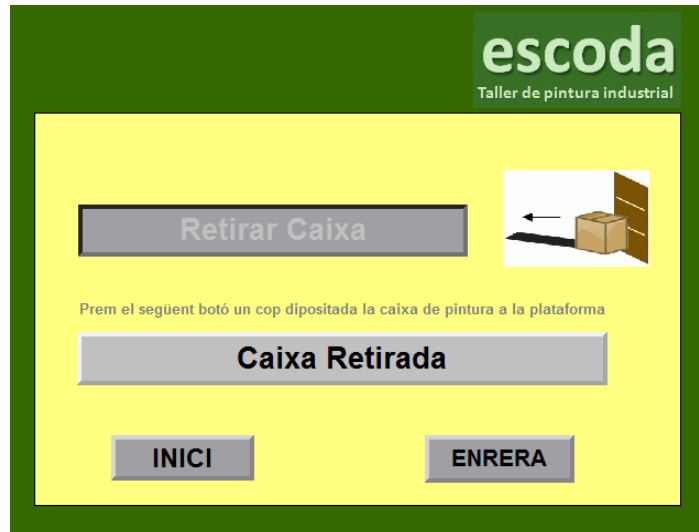 escoda
Taller de pintura industrial
Retirar Caixa
Prem el següent botó un cop dipositada la caixa de pintura a la plataforma
Caixa Retirada
INICI
ENRERA